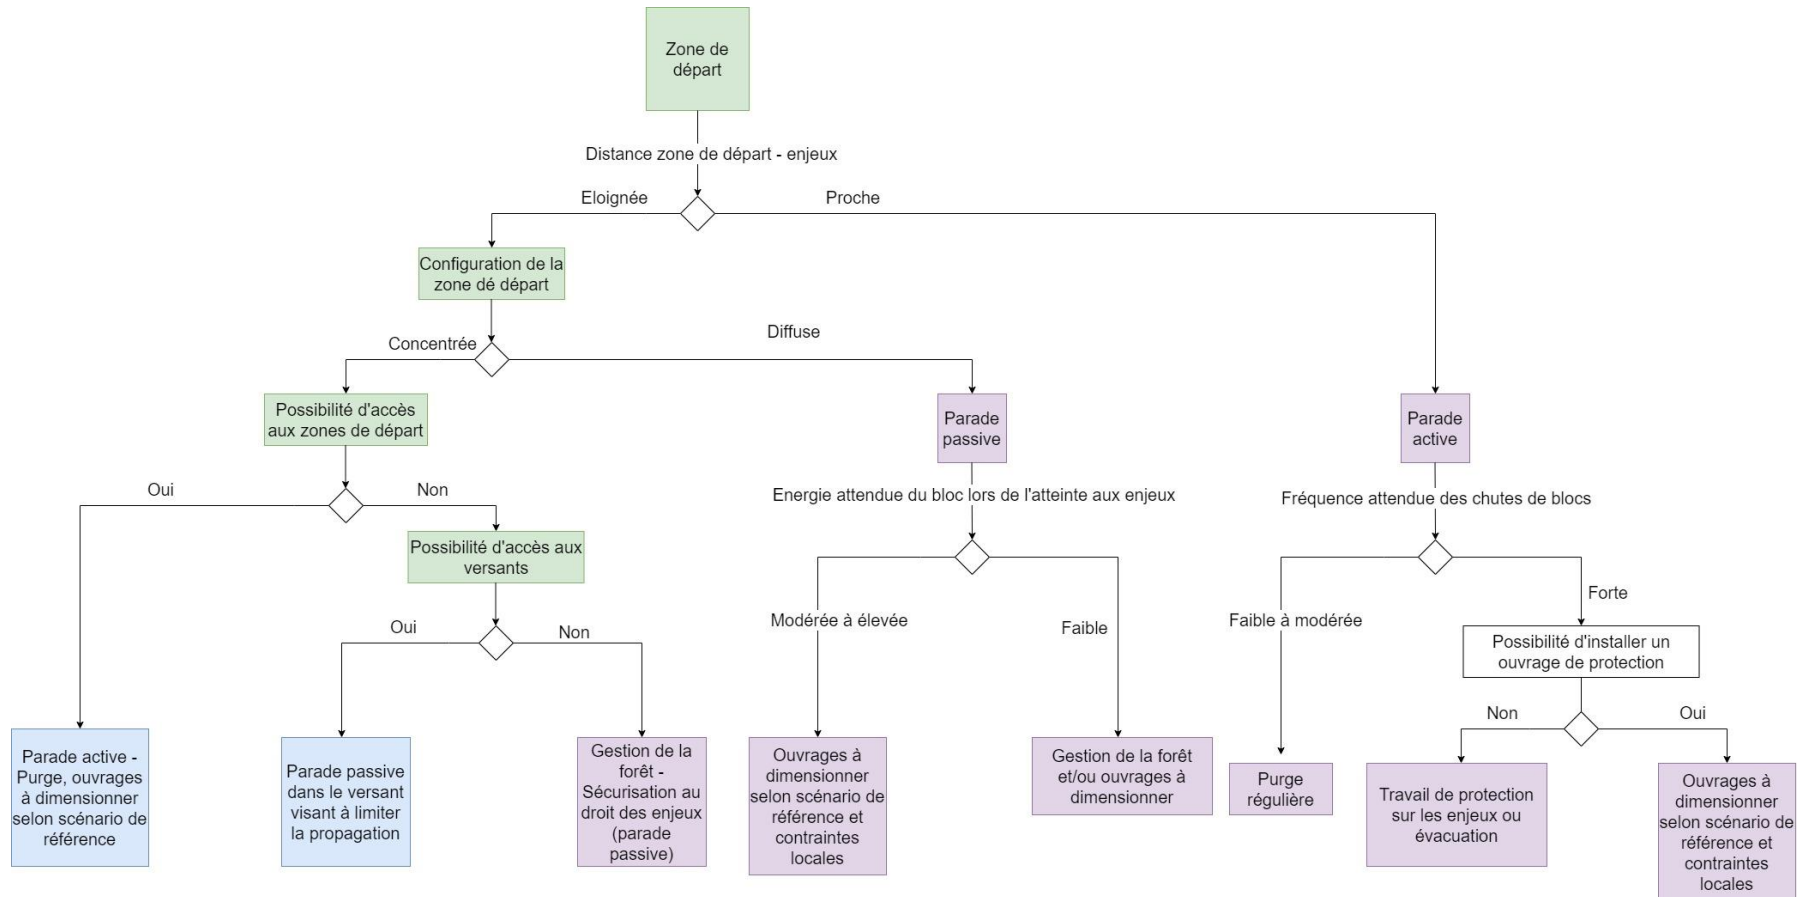 Zone de
départ
Distance zone de départ - enjeux
Eloignée
Proche
Configuration de la
zone dé départ
Concentrée
Diffuse
Possibilité d'accès
aux zones de départ
Parade
passive
Parade
active
Oui
Non
Energie attendue du bloc lors de l'atteinte aux enjeux
Fréquence attendue des chutes de blocs
Possibilité d'accès aux
versants
Oui
Non
Modérée à élevée
Faible
Faible à modérée
Forte
Possibilité d'installer un
ouvrage de protection
Non
Oui
Parade active -
Purge, ouvrages
à dimensionner
selon scénario de
référence
Parade passive
dans le versant
visant à limiter
la propagation
Gestion de la
forêt -
Sécurisation au
droit des enjeux
(parade
passive)
Ouvrages à
dimensionner
selon scénario de
référence et
contraintes
locales
Gestion de la forêt
et/ou ouvrages à
dimensionner
Purge
régulière
Travail de protection
sur les enjeux ou
évacuation
Ouvrages à
dimensionner
selon scénario de
référence et
contraintes
locales